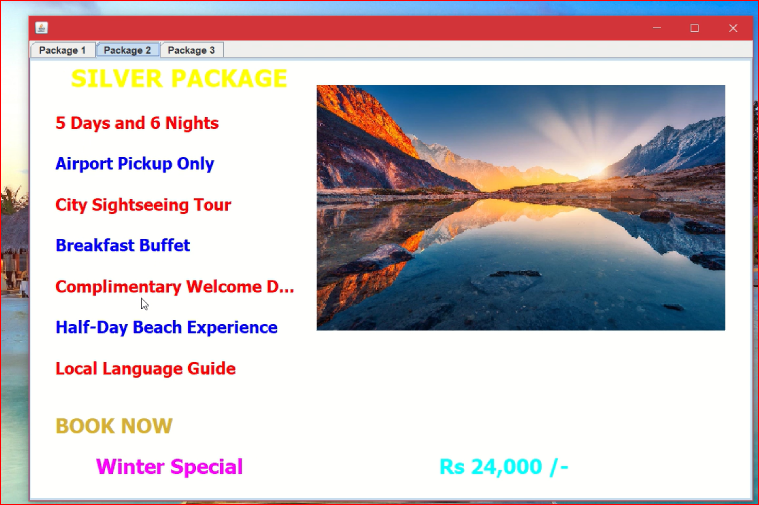 Package 1 Package 2 Package 3
SILVER PACKAGE
5 Days and 6 Nights
Airport Pickup Only
City Sightseeing Tour
Breakfast Buffet
Complimentary Welcome D...
Half-Day Beach Experience
Local Language Guide
BOOK NOW
Winter Special Rs 24,000 /-